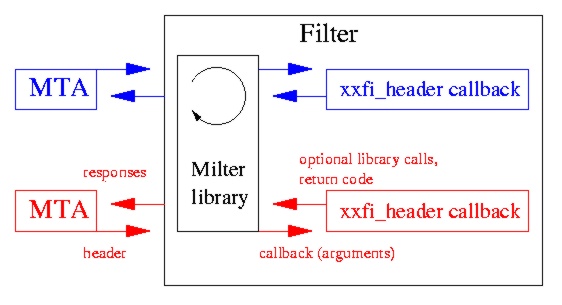 Filter
MTA
xxfi_header callback
Milter
library
responses
optional library calls,
return code
MTA
xxfi_header callback
header
callback (arguments)